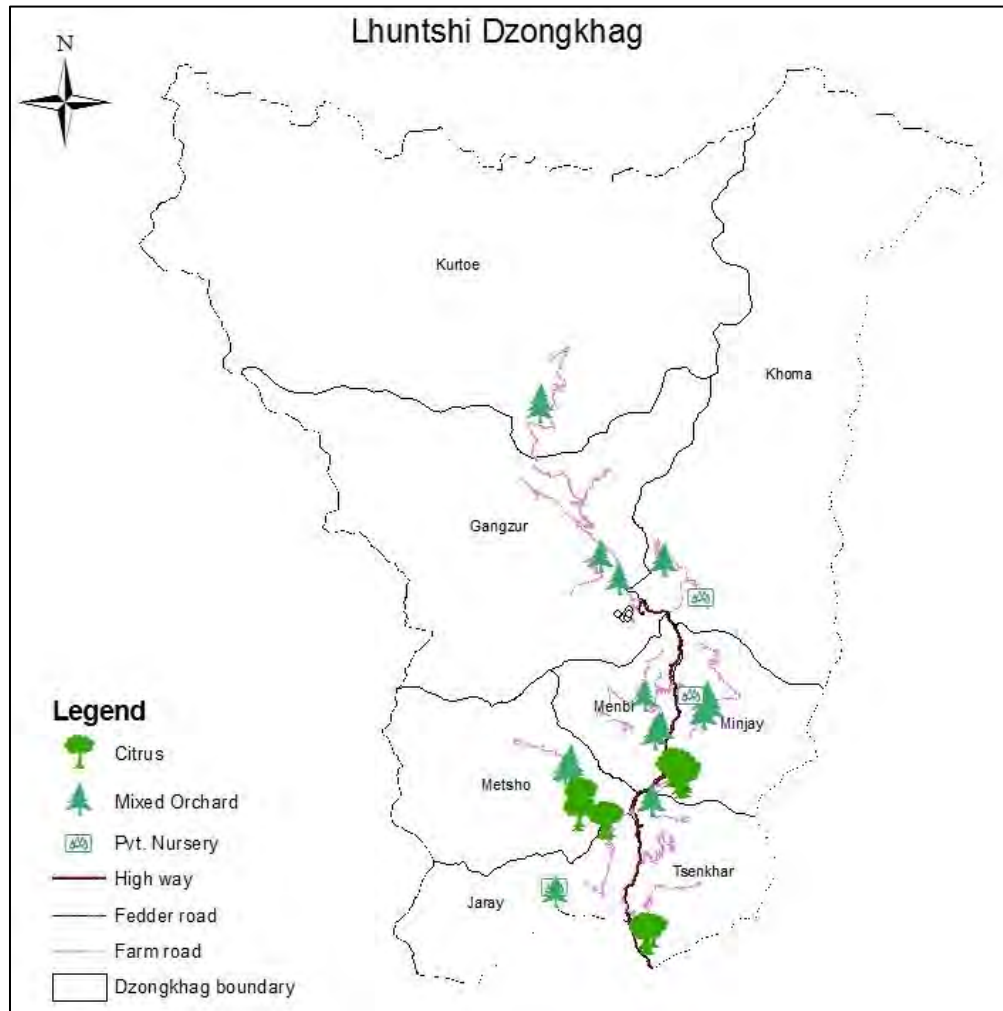 Lhuntshi Dzongkhag
N
Kurtoe
Khoma
Gangzur
Menbi
Minjay
Metsho
Tsenkhar
Jaray
Legend
Citrus
Mixed Orchard
Pvt. Nursery
High way
Fedder road
Farm road
Dzongkhag boundary